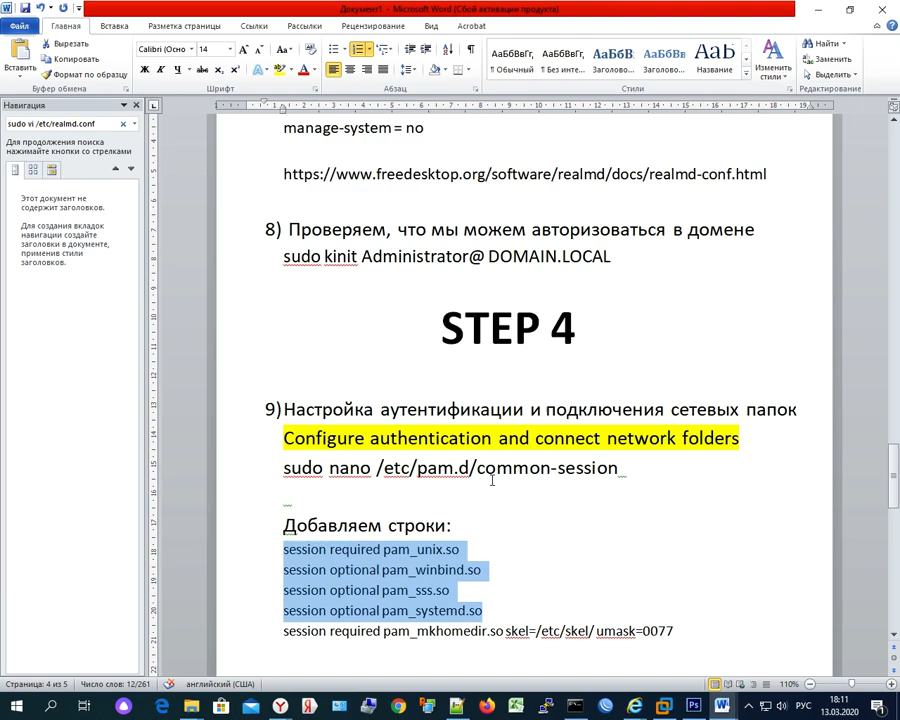 Документ1 - Microsoft Word (Сбой активации продукта)
Файл Главная Вставка Разметка страницы Ссылки Рассылки Рецензирование Вид Acrobat
Вставить
Вырезать
Копировать
Формат по образцу
Буфер обмена
Calibri (Осно 14
Шрифт
Абзац
АаБбВвГг, АаБбВвГг, АаБбВ АаБбВв АаЬ
¶ Обычный ¶ Без инте... Заголово... Заголово... Название
Стили
Изменить стили
Найти
Заменить
Выделить
Редактирование
Навигация
sudo vi /etc/realmd.conf
Для продолжения поиска
нажимайте кнопки со стрелками
Этот документ не
содержит заголовков.
Для создания вкладок
навигации создайте
заголовки в документе,
применив стили
заголовков.
manage-system = no
https://www.freedesktop.org/software/realmd/docs/realmd-conf.html
8) Проверяем, что мы можем авторизоваться в домене
sudo kinit Administrator@ DOMAIN.LOCAL
STEP 4
9) Настройка аутентификации и подключения сетевых папок
Configure authentication and connect network folders
sudo nano /etc/pam.d/common-session
Добавляем строки:
session required pam_unix.so
session optional pam_winbind.so
session optional pam_sss.so
session optional pam_systemd.so
session required pam_mkhomedir.so skel=/etc/skel/ umask=0077
Страница: 4 из 5 Число слов: 12/261 английский (США) 110%
РУС 18:11
13.03.2020